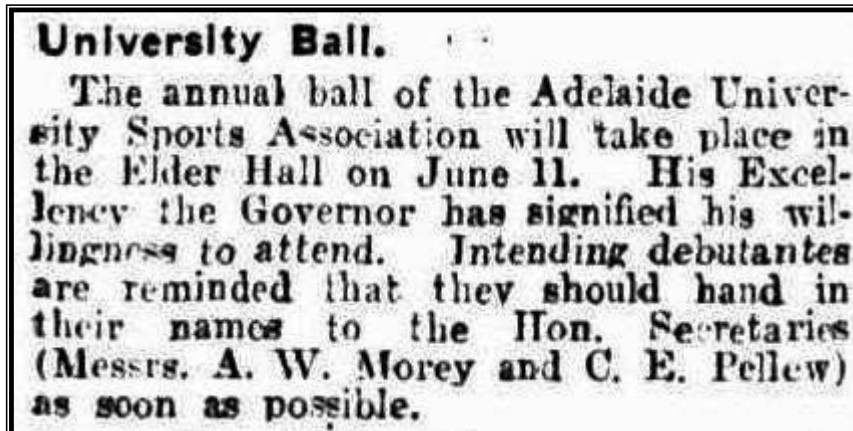 University Ball.
The annual ball of the Adelaide Univer-
sity Sports Association will take place in
the Elder Hall on June 11. His Excel-
lency the Governor has signified his wil-
lingness to attend. Intending debutantes
are reminded that they should hand in
their names to the Hon. Secretaries
(Messrs. A. W. Morey and C. E. Pellew)
as soon as possible.